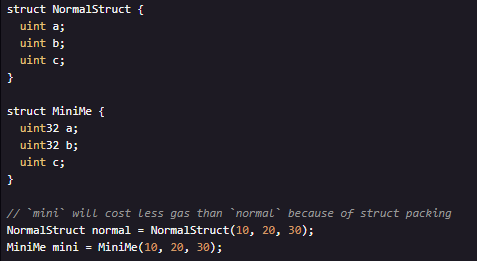 struct NormalStruct {
  uint a;
  uint b;
  uint c;
}

struct MiniMe {
  uint32 a;
  uint32 b;
  uint c;
}

// `mini` will cost less gas than `normal` because of struct packing
NormalStruct normal = NormalStruct(10, 20, 30);
MiniMe mini = MiniMe(10, 20, 30);